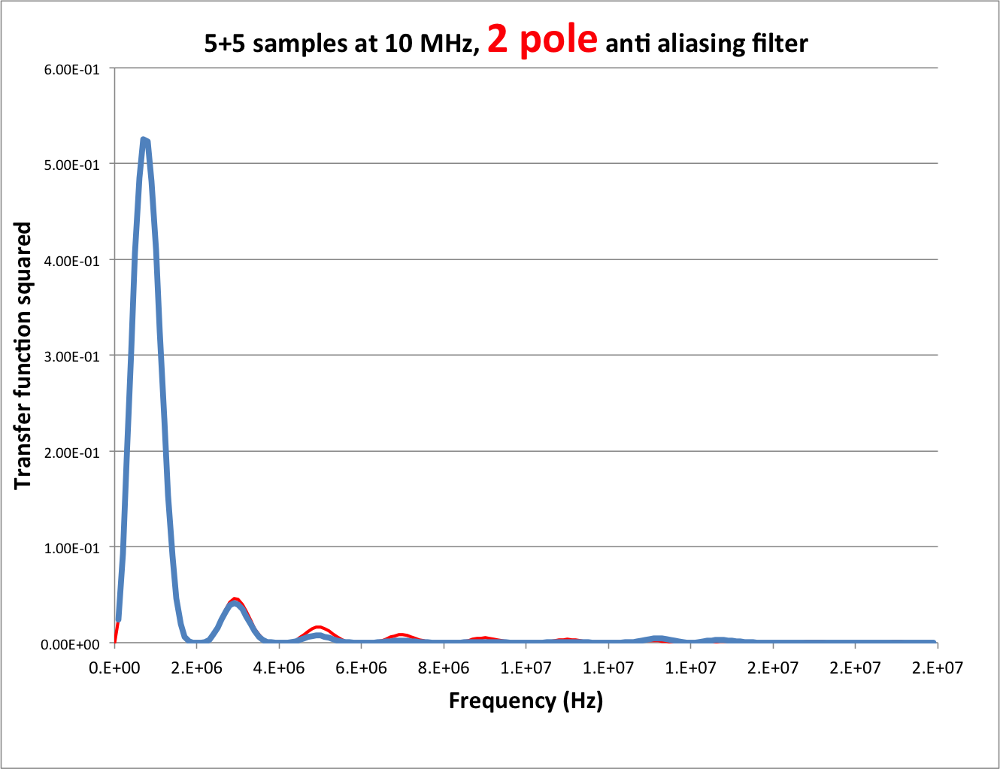 5+5 samples at 10 MHz, 2 pole anti aliasing filter
6.00E-01
5.00E-01
4.00E-01
3.00E-01
2.00E-01
1.00E-01
0.00E+00
Transfer function squared
0.E+00 2.E+06 4.E+06 6.E+06 8.E+06 1.E+07 1.E+07 1.E+07 2.E+07 2.E+07 2.E+07
Frequency (Hz)